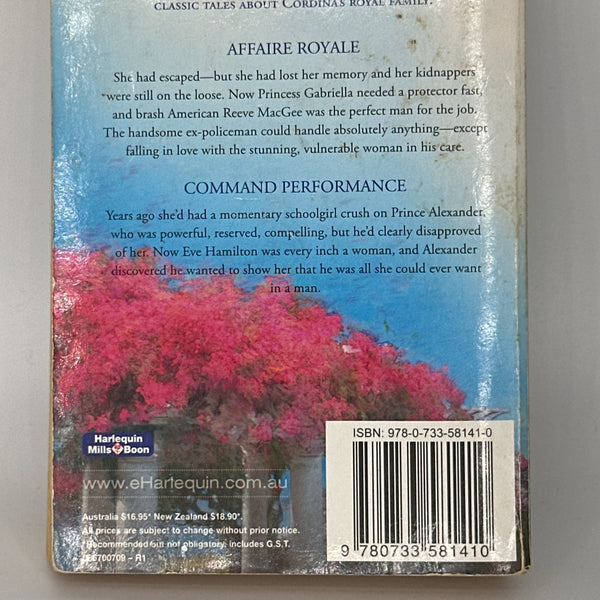 CLASSIC TALES ABOUT CORDINA'S ROYAL FAMILY.
AFFAIRE ROYALE
She had escaped—but she had lost her memory and her kidnappers
were still on the loose. Now Princess Gabriella needed a protector fast,
and brash American Reeve MacGee was the perfect man for the job.
The handsome ex-policeman could handle absolutely anything—except
falling in love with the stunning, vulnerable woman in his care.
COMMAND PERFORMANCE
Years ago she'd had a momentary schoolgirl crush on Prince Alexander,
who was powerful, reserved, compelling, but he'd clearly disapproved
of her. Now Eve Hamilton was every inch a woman, and Alexander
discovered he wanted to show her that he was all she could ever want
in a man.
Harlequin
Mills & Boon
www.eHarlequin.com.au
Australia $16.95* New Zealand $18.90*.
All prices are subject to change without prior notice.
*Recommended but not obligatory, includes G.S.T.
700709 – R1
ISBN: 978-0-733-58141-0
9 780733 581410